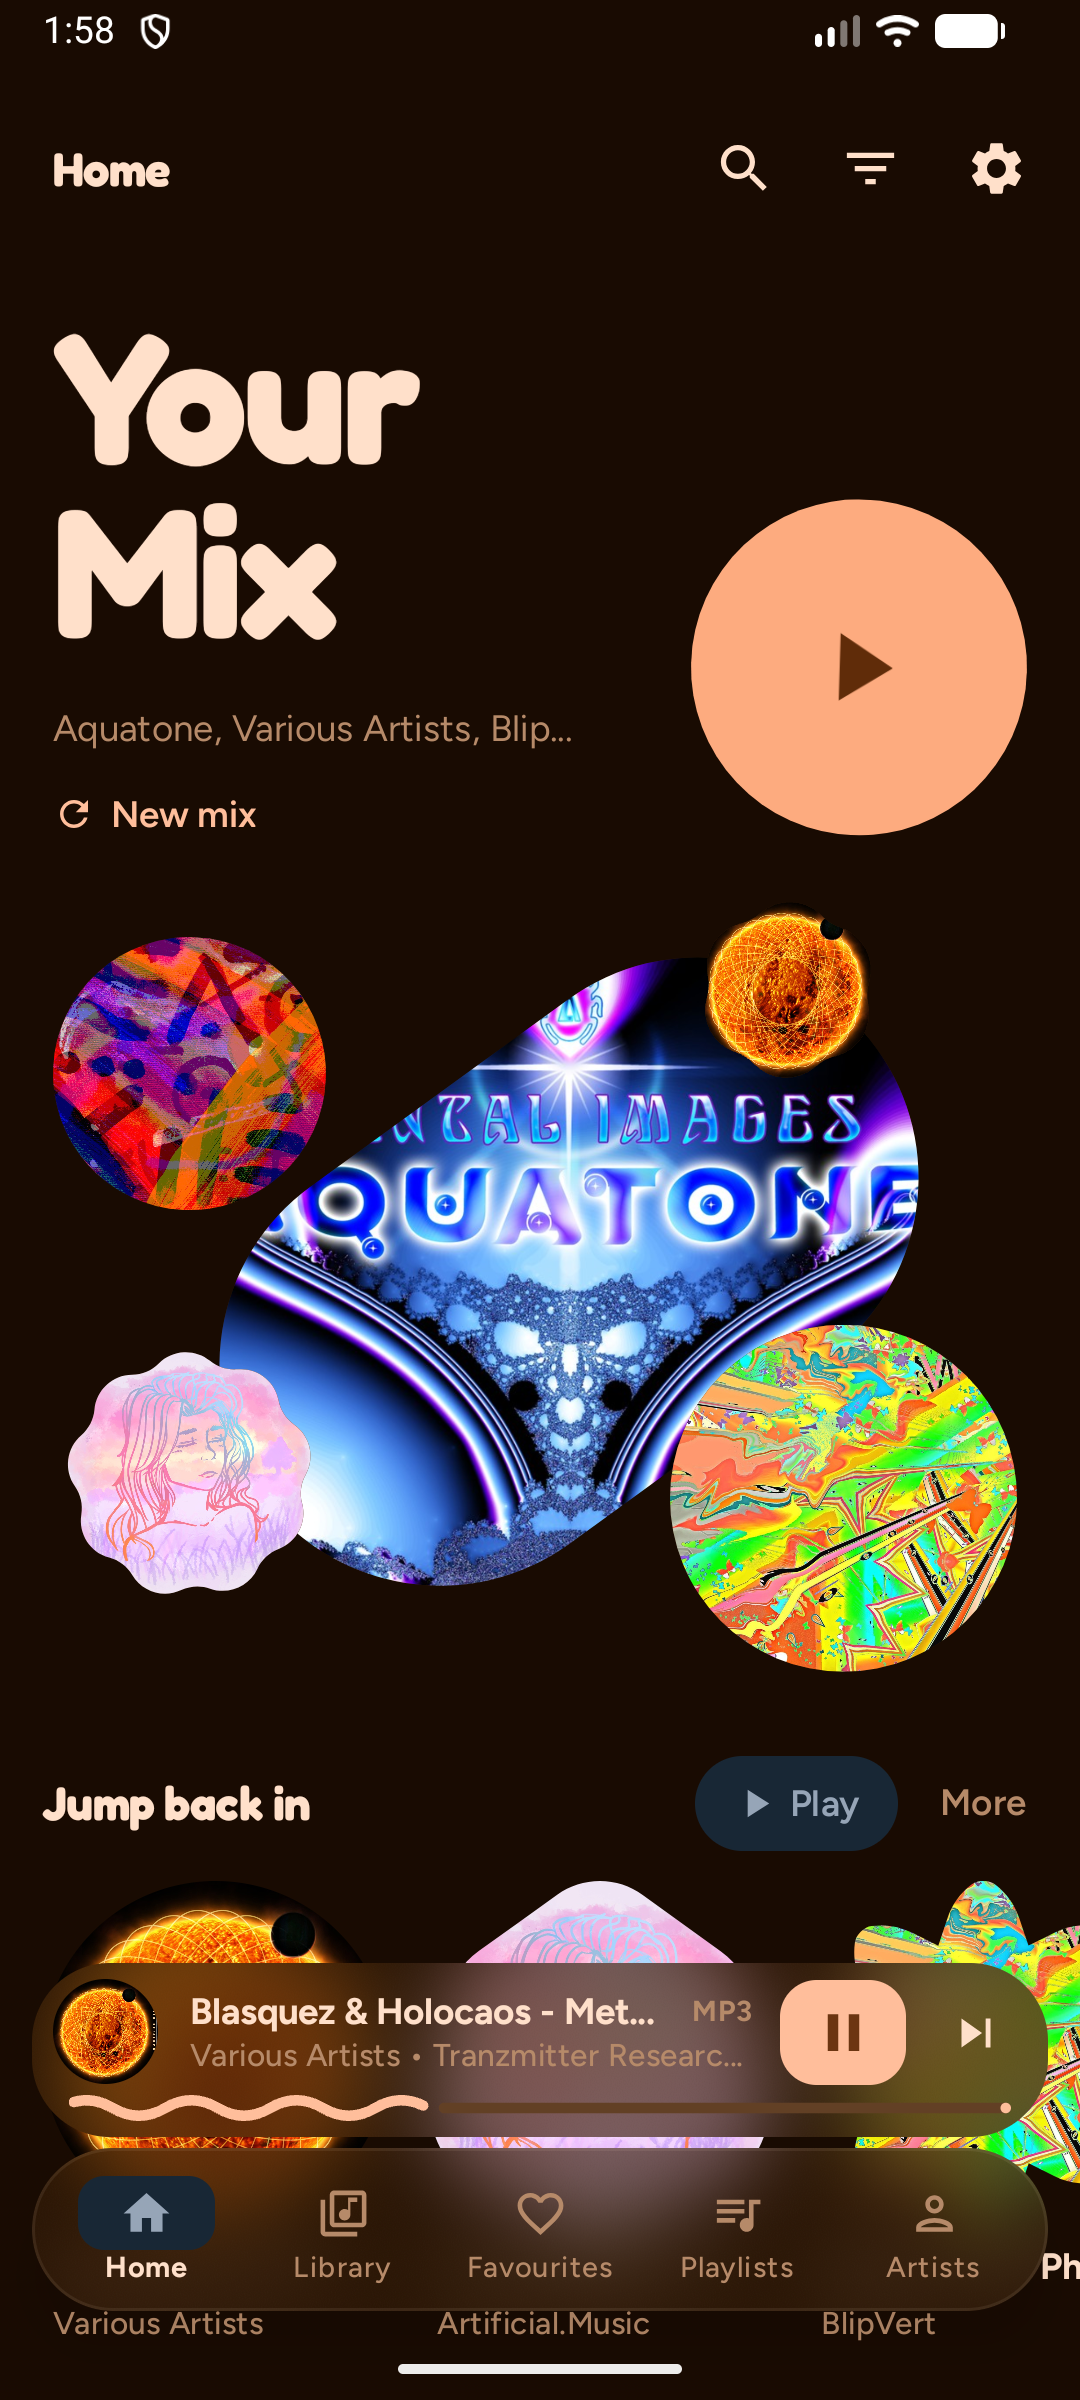 1:58
Home
Your
Mix
Aquatone, Various Artists, Blip...
New mix
NTAL IMAGES
QUATONE
Jump back in
Play
More
Blasquez & Holocaos - Met...
MP3
Various Artists • Tranzmitter Researc...
Home
Library
Favourites
Playlists
Artists
Ph
Various Artists
Artificial.Music
BlipVert